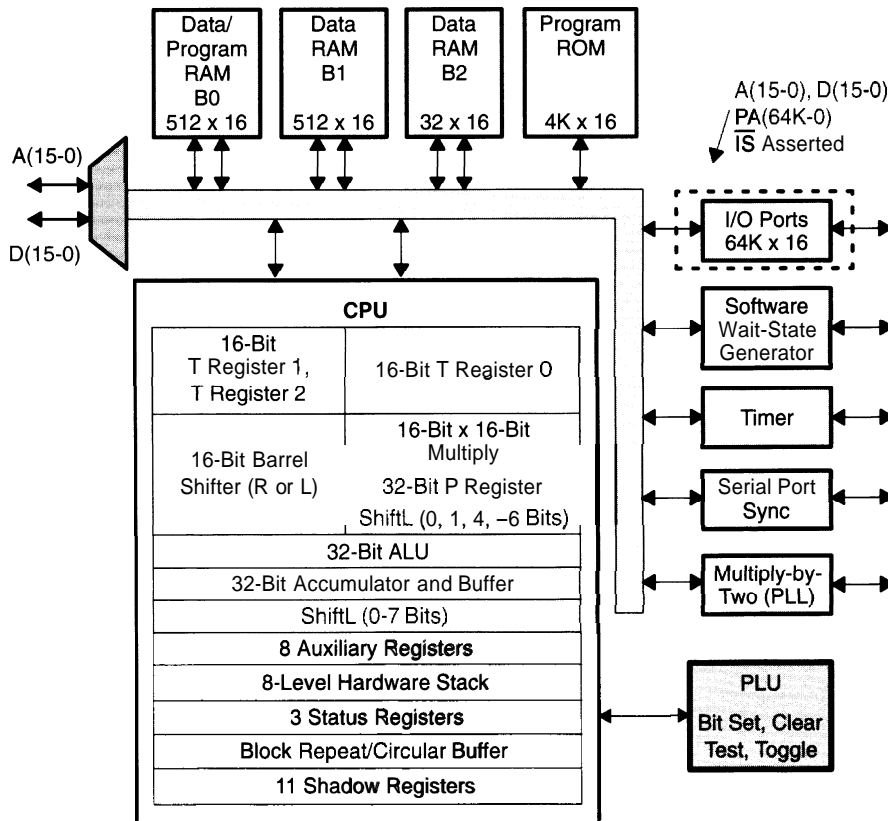 Data/
Program
RAM
B0
512 x 16
Data
RAM
B1
512 x 16
Data
RAM
B2
32 x 16
Program
ROM
4K x 16
A(15-0), D(15-0)
PA(64K-0)
IS Asserted
A(15-0)
D(15-0)
I/O Ports
64K x 16
Software
Wait-State
Generator
Timer
Serial Port
Sync
Multiply-by-
Two (PLL)
CPU
16-Bit
T Register 1,
T Register 2
16-Bit T Register 0
16-Bit Barrel
Shifter (R or L)
16-Bit x 16-Bit
Multiply
32-Bit P Register
ShiftL (0, 1, 4, –6 Bits)
32-Bit ALU
32-Bit Accumulator and Buffer
ShiftL (0-7 Bits)
8 Auxiliary Registers
8-Level Hardware Stack
3 Status Registers
Block Repeat/Circular Buffer
11 Shadow Registers
PLU
Bit Set, Clear
Test, Toggle